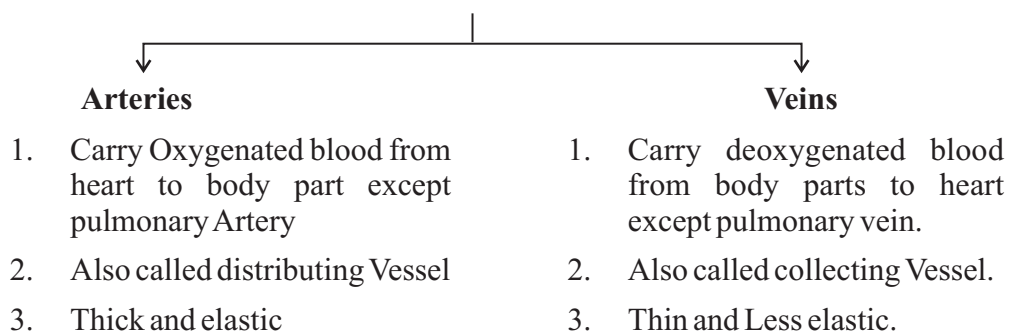 Arteries
1. Carry Oxygenated blood from
heart to body part except
pulmonary Artery
2. Also called distributing Vessel
3. Thick and elastic
Veins
1. Carry deoxygenated blood
from body parts to heart
except pulmonary vein.
2. Also called collecting Vessel.
3. Thin and Less elastic.